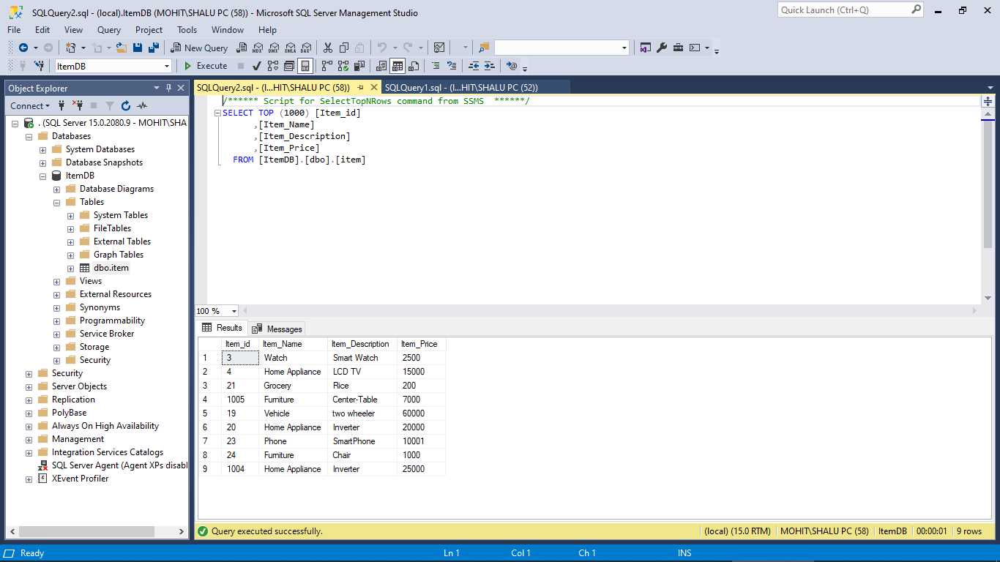 SQLQuery2.sql - (local).ItemDB (MOHIT\SHALU PC (58)) - Microsoft SQL Server Management Studio
Quick Launch (Ctrl+Q)
File Edit View Query Project Tools Window Help
New Query MDX DMX XMLA DAX
ItemDB Execute
Object Explorer
Connect
. (SQL Server 15.0.2080.9 - MOHIT\SHA
Databases
System Databases
Database Snapshots
ItemDB
Database Diagrams
Tables
System Tables
FileTables
External Tables
Graph Tables
dbo.item
Views
External Resources
Synonyms
Programmability
Service Broker
Storage
Security
Security
Server Objects
Replication
PolyBase
Always On High Availability
Management
Integration Services Catalogs
SQL Server Agent (Agent XPs disabl
XEvent Profiler
SQLQuery2.sql - (l...HIT\SHALU PC (58)) SQLQuery1.sql - (l...HIT\SHALU PC (52))
/****** Script for SelectTopNRows command from SSMS  ******/
SELECT TOP (1000) [Item_id]
,[Item_Name]
,[Item_Description]
,[Item_Price]
FROM [ItemDB].[dbo].[item]
100 %
Results Messages
Item_id Item_Name Item_Description Item_Price
1 3 Watch Smart Watch 2500
2 4 Home Appliance LCD TV 15000
3 21 Grocery Rice 200
4 1005 Furniture Center-Table 7000
5 19 Vehicle two wheeler 60000
6 20 Home Appliance Inverter 20000
7 23 Phone SmartPhone 10001
8 24 Furniture Chair 1000
9 1004 Home Appliance Inverter 25000
Query executed successfully. (local) (15.0 RTM) MOHIT\SHALU PC (58) ItemDB 00:00:01 9 rows
Ready Ln 1 Col 1 Ch 1 INS